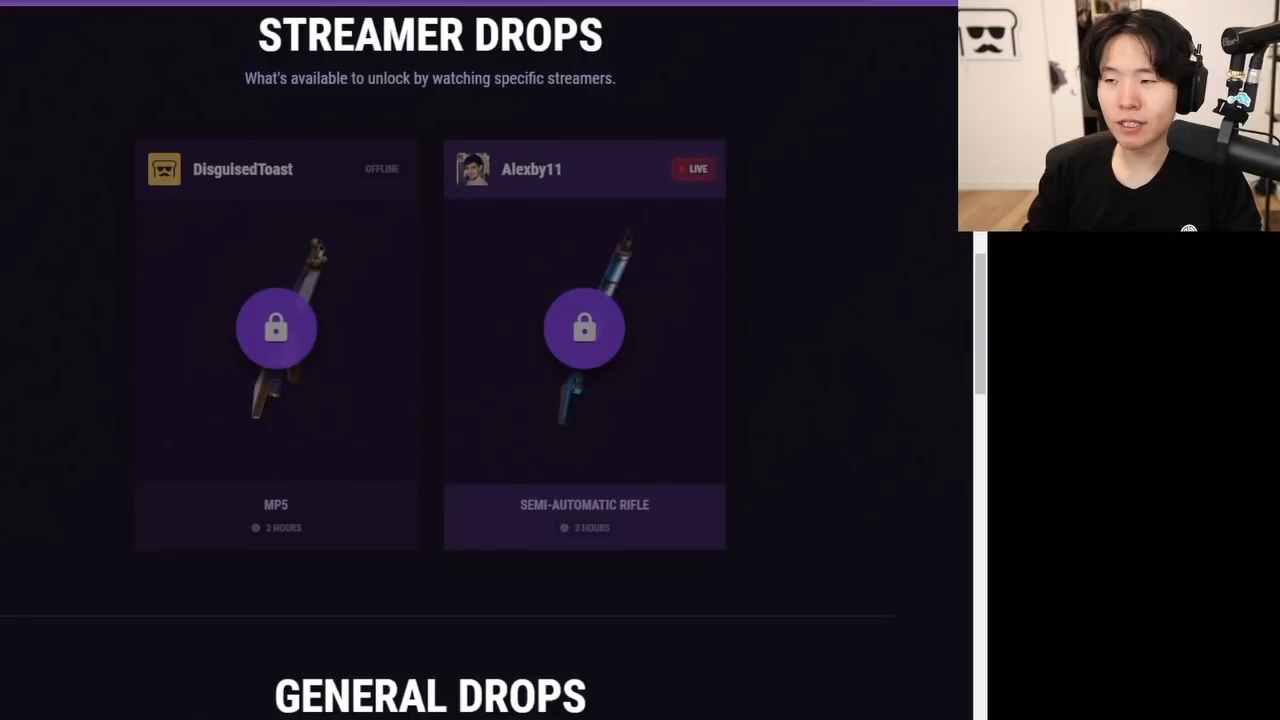 STREAMER DROPS
What's available to unlock by watching specific streamers.
DisguisedToast
OFFLINE
Alexby11
LIVE
MP5
3 HOURS
SEMI-AUTOMATIC RIFLE
3 HOURS
GENERAL DROPS